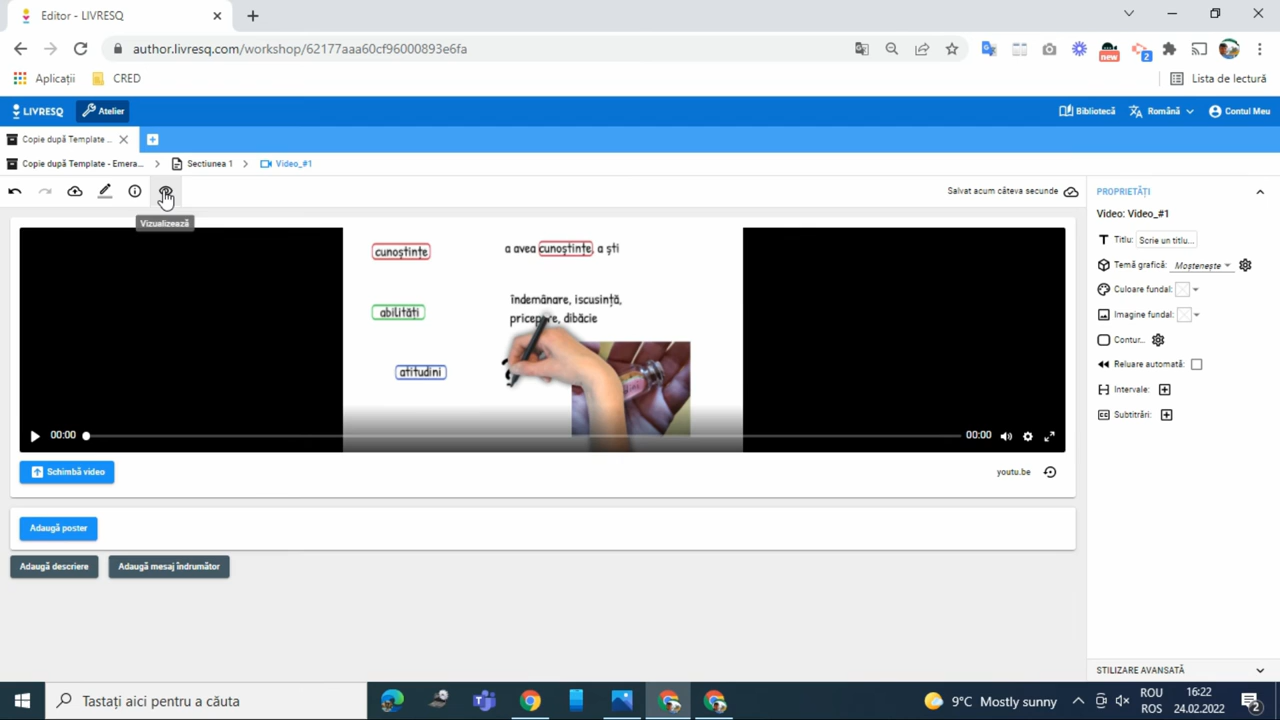 Editor - LIVRESQ
author.livresq.com/workshop/62177aaa60cf96000893e6fa
new
2
Aplicații
CRED
Lista de lectură
LIVRESQ
Atelier
Bibliotecă
Română
Contul Meu
Copie după Template ...
Copie după Template - Emera...
Sectiunea 1
Video_#1
Salvat acum câteva secunde
Vizualizează
PROPRIETĂȚI
Video: Video_#1
Titlu: Scrie un titlu...
Temă grafică: Moștenește
Culoare fundal:
Imagine fundal:
Contur...
Reluare automată:
Intervale:
Subtitrări:
cunoștințe
a avea cunoștințe, a ști
abilități
îndemânare, iscusință,
pricepere, dibăcie
atitudini
00:00
00:00
Schimbă video
youtu.be
Adaugă poster
Adaugă descriere
Adaugă mesaj îndrumător
STILIZARE AVANSATĂ
Tastați aici pentru a căuta
9°C Mostly sunny
ROU
ROS
16:22
24.02.2022
2